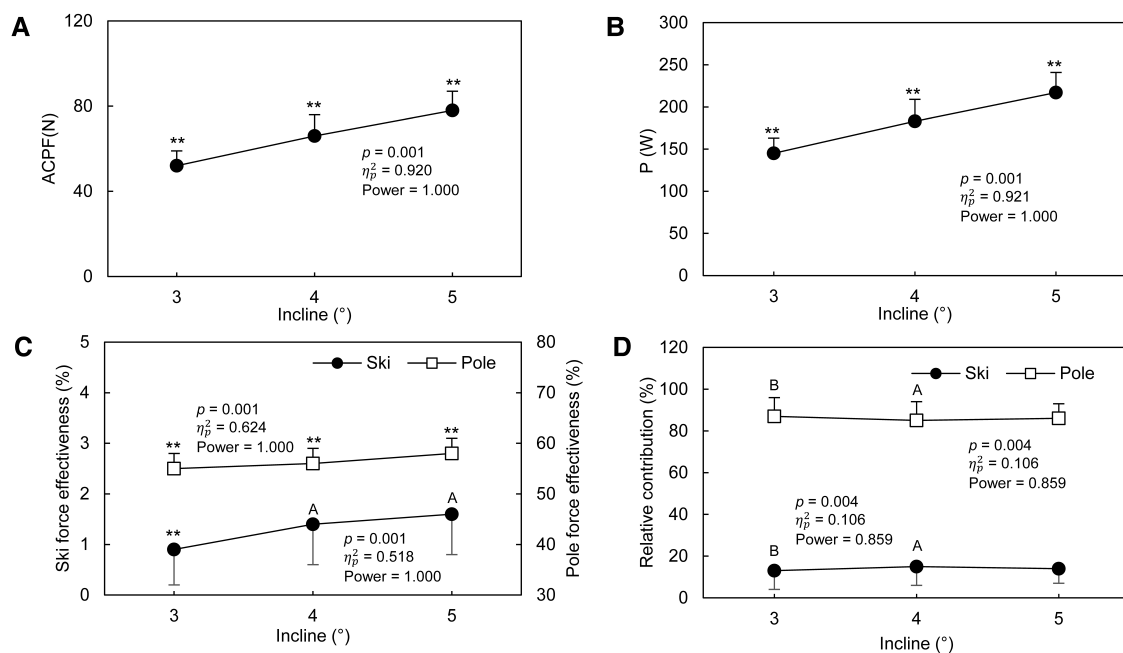 A
120
80
40
0
ACPF(N)
**
**
**
p = 0.001
η²p = 0.920
Power = 1.000
3
4
5
Incline (°)
B
300
250
200
150
100
50
0
P (W)
**
**
**
p = 0.001
η²p = 0.921
Power = 1.000
3
4
5
Incline (°)
C
5
4
3
2
1
0
Ski force effectiveness (%)
Ski
Pole
p = 0.001
η²p = 0.624
Power = 1.000
**
**
**
**
A
A
p = 0.001
η²p = 0.518
Power = 1.000
80
70
60
50
40
30
Pole force effectiveness (%)
3
4
5
Incline (°)
D
120
100
80
60
40
20
0
Relative contribution (%)
Ski
Pole
B
A
p = 0.004
η²p = 0.106
Power = 0.859
p = 0.004
η²p = 0.106
Power = 0.859
B
A
3
4
5
Incline (°)